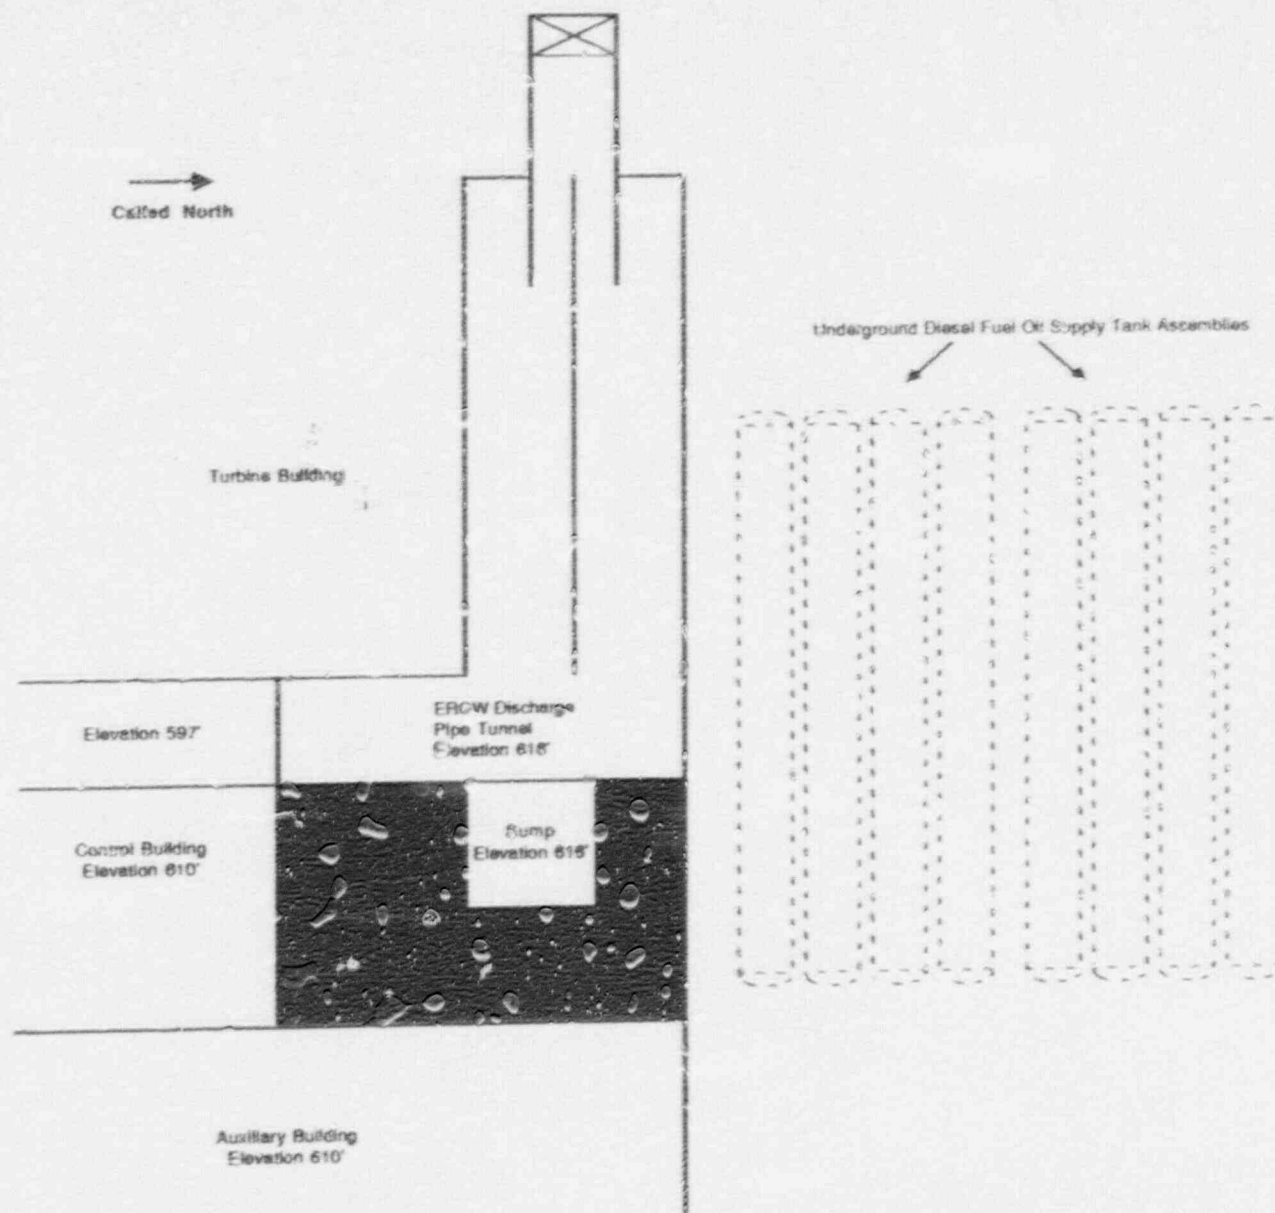 Called North
Underground Diesel Fuel Oil Supply Tank Assemblies
Turbine Building
ERCW Discharge
Pipe Tunnel
Elevation 616'
Elevation 597'
Sump
Elevation 616'
Control Building
Elevation 610'
Auxiliary Building
Elevation 610'